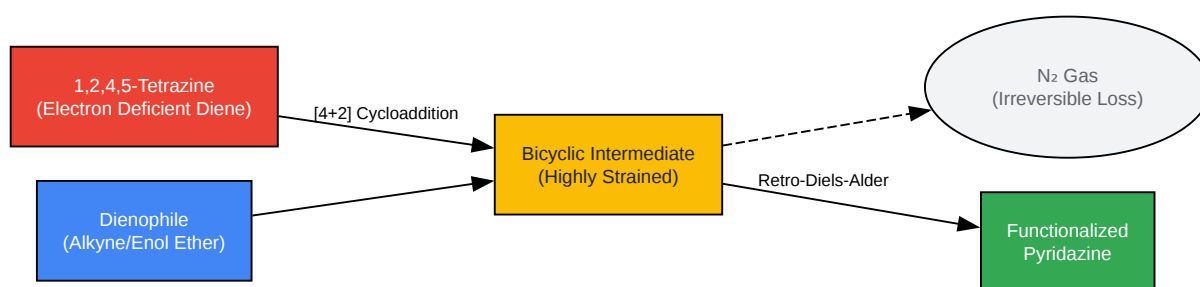 1,2,4,5-Tetrazine
(Electron Deficient Diene)
Dienophile
(Alkyne/Enol Ether)
[4+2] Cycloaddition
Bicyclic Intermediate
(Highly Strained)
N₂ Gas
(Irreversible Loss)
Retro-Diels-Alder
Functionalized
Pyridazine